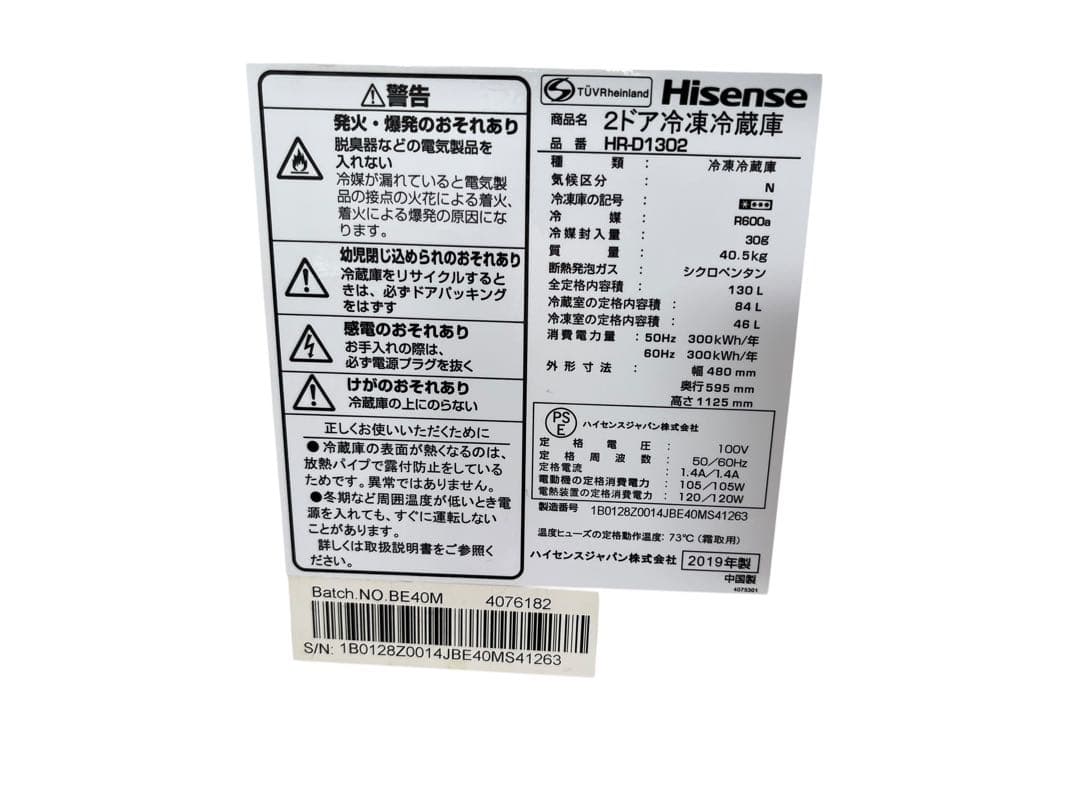 警告
発火・爆発のおそれあり
脱臭器などの電気製品を
入れない
冷媒が漏れていると電気製
品の接点の火花による着火、
着火による爆発の原因にな
ります。
幼児閉じ込められのおそれあり
冷蔵庫をリサイクルすると
きは、必ずドアパッキング
をはずす
感電のおそれあり
お手入れの際は、
必ず電源プラグを抜く
けがのおそれあり
冷蔵庫の上にのらない
正しくお使いいただくために
●冷蔵庫の表面が熱くなるのは、
放熱パイプで露付防止をしている
ためです。異常ではありません。
●冬期など周囲温度が低いとき電
源を入れても、すぐに運転しない
ことがあります。
詳しくは取扱説明書をご参照く
ださい。
TÜVRheinland Hisense
商品名 2ドア冷凍冷蔵庫
品番 HR-D1302
種類 : 冷凍冷蔵庫
気候区分 : N
冷凍庫の記号 : ****
冷媒 : R600a
冷媒封入量 : 30g
質量 : 40.5kg
断熱発泡ガス : シクロペンタン
全定格内容積 : 130 L
冷蔵室の定格内容積 : 84 L
冷凍室の定格内容積 : 46 L
消費電力量 : 50Hz 300kWh/年
60Hz 300kWh/年
外形寸法 : 幅 480 mm
奥行 595 mm
高さ 1125 mm
PS
E ハイセンスジャパン株式会社
定格電圧 : 100V
定格周波数 : 50/60Hz
定格電流 : 1.4A/1.4A
電動機の定格消費電力 : 105/105W
電熱装置の定格消費電力 : 120/120W
製造番号 1B0128Z0014JBE40MS41263
温度ヒューズの定格動作温度: 73℃ (霜取用)
ハイセンスジャパン株式会社 2019年製
中国製
4075301
Batch.NO.BE40M 4076182
S/N: 1B0128Z0014JBE40MS41263